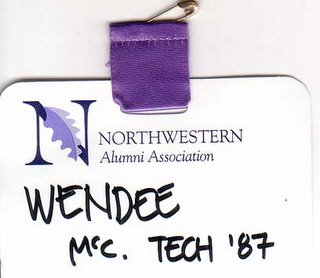 N
NORTHWESTERN
Alumni Association
WENDEE
McC. TECH '87